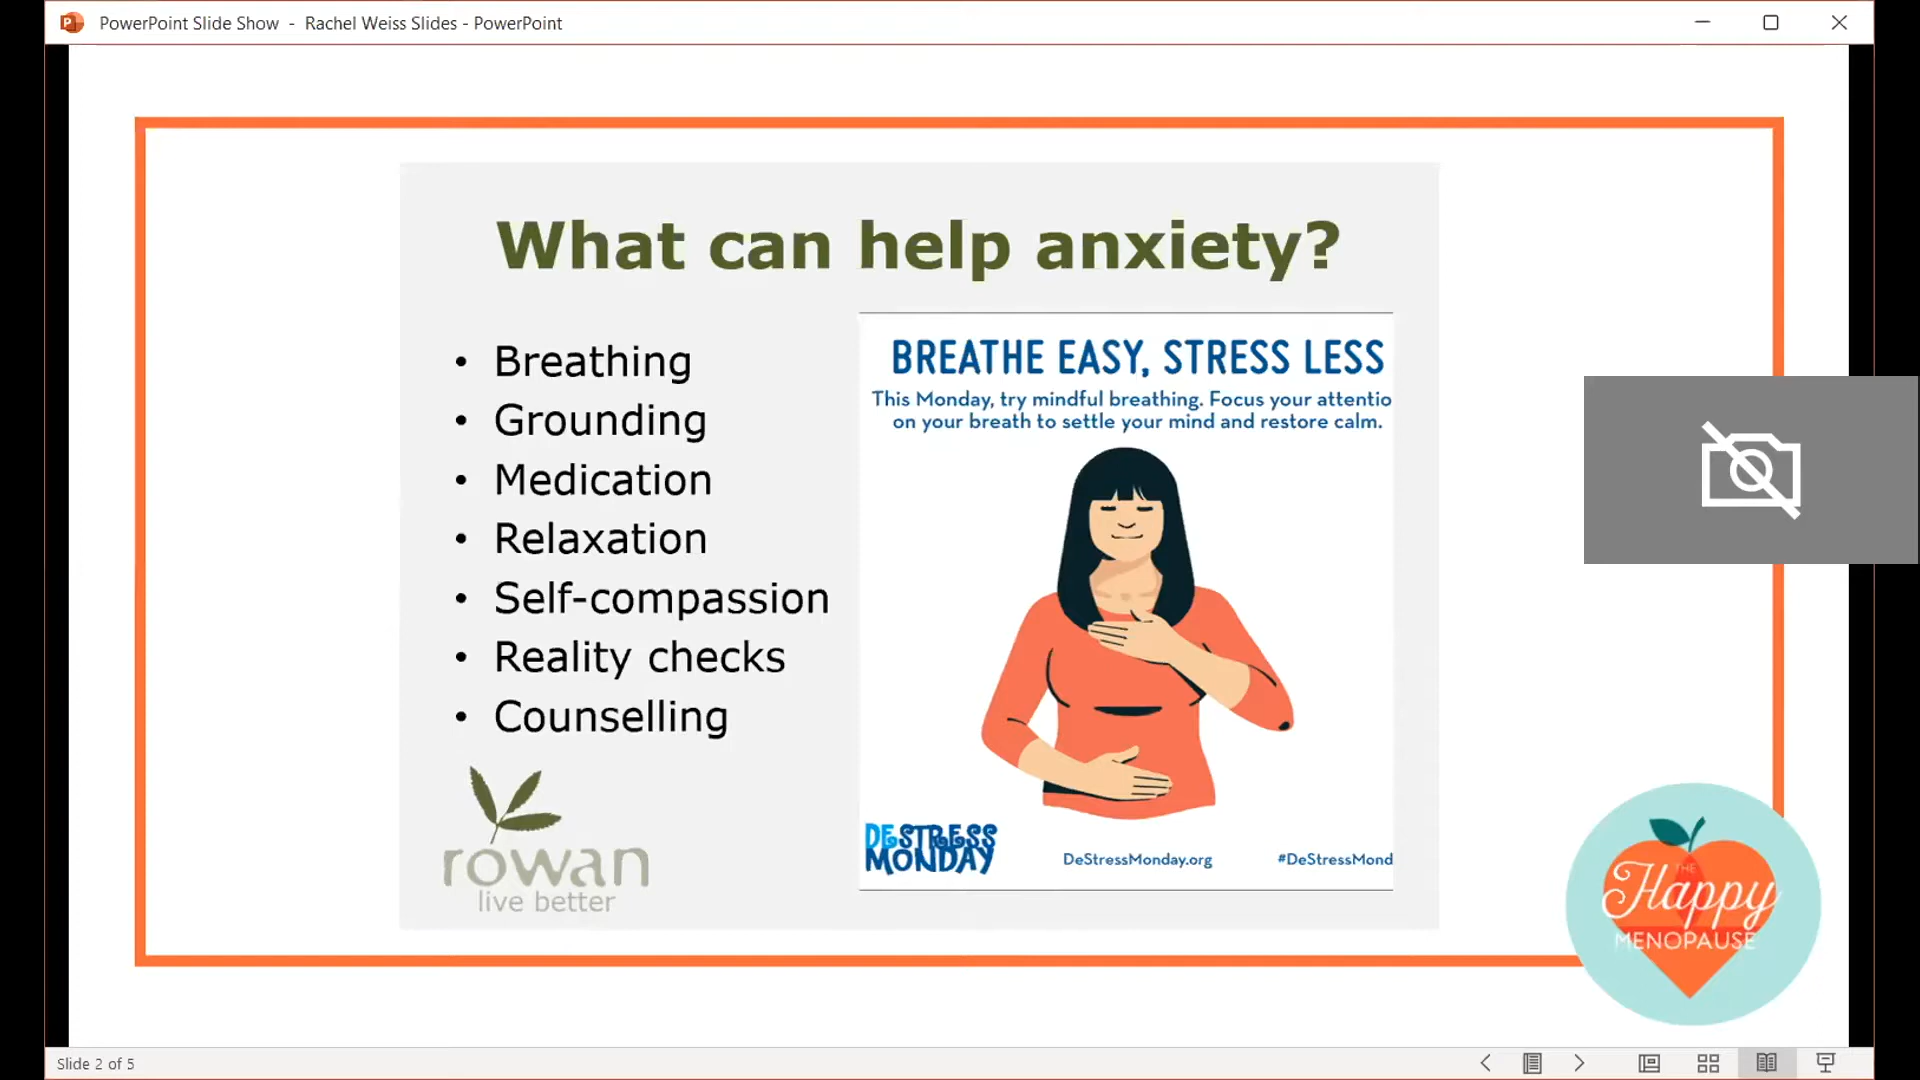 PowerPoint Slide Show - Rachel Weiss Slides - PowerPoint
What can help anxiety?
• Breathing
• Grounding
• Medication
• Relaxation
• Self-compassion
• Reality checks
• Counselling
rowan
live better
BREATHE EASY, STRESS LESS
This Monday, try mindful breathing. Focus your attentio
on your breath to settle your mind and restore calm.
DESTRESS
MONDAY
DeStressMonday.org
#DeStressMond
THE
Happy
MENOPAUSE
Slide 2 of 5